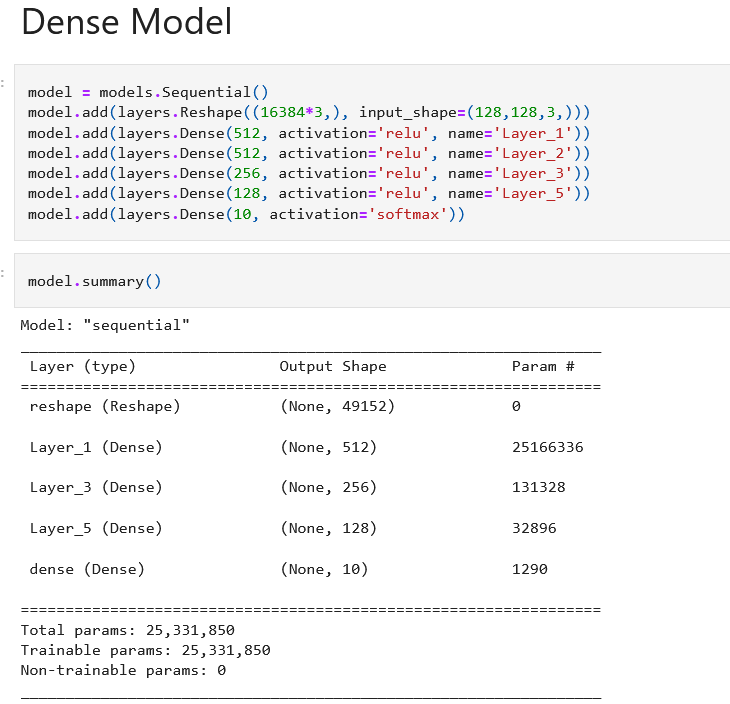 Dense Model
model = models.Sequential()
model.add(layers.Reshape((16384*3,), input_shape=(128,128,3,)))
model.add(layers.Dense(512, activation='relu', name='Layer_1'))
model.add(layers.Dense(512, activation='relu', name='Layer_2'))
model.add(layers.Dense(256, activation='relu', name='Layer_3'))
model.add(layers.Dense(128, activation='relu', name='Layer_5'))
model.add(layers.Dense(10, activation='softmax'))
model.summary()
Model: "sequential"
Layer (type) Output Shape Param #
reshape (Reshape) (None, 49152) 0
Layer_1 (Dense) (None, 512) 25166336
Layer_3 (Dense) (None, 256) 131328
Layer_5 (Dense) (None, 128) 32896
dense (Dense) (None, 10) 1290
Total params: 25,331,850
Trainable params: 25,331,850
Non-trainable params: 0